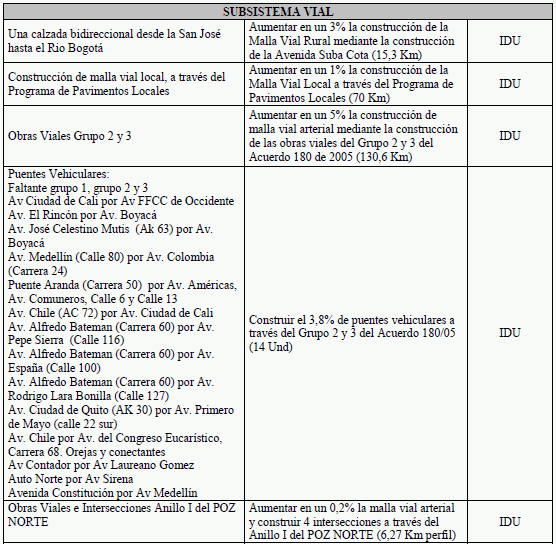 SUBSISTEMA VIAL
Una calzada bidireccional desde la San José
hasta el Rio Bogotá
Aumentar en un 3% la construcción de la
Malla Vial Rural mediante la construcción
de la Avenida Suba Cota (15,3 Km)
IDU
Construcción de malla vial local, a través del
Programa de Pavimentos Locales
Aumentar en un 1% la construcción de la
Malla Vial Local a través del Programa de
Pavimentos Locales (70 Km)
IDU
Obras Viales Grupo 2 y 3
Aumentar en un 5% la construcción de
malla vial arterial mediante la construcción
de las obras viales del Grupo 2 y 3 del
Acuerdo 180 de 2005 (130,6 Km)
IDU
Puentes Vehiculares:
Faltante grupo 1, grupo 2 y 3
Av Ciudad de Cali por Av FFCC de Occidente
Av. El Rincón por Av. Boyacá
Av. José Celestino Mutis (Ak 63) por Av.
Boyacá
Av. Medellín (Calle 80) por Av. Colombia
(Carrera 24)
Puente Aranda (Carrera 50) por Av. Américas,
Av. Comuneros, Calle 6 y Calle 13
Av. Chile (AC 72) por Av. Ciudad de Cali
Av. Alfredo Bateman (Carrera 60) por Av.
Pepe Sierra (Calle 116)
Av. Alfredo Bateman (Carrera 60) por Av.
España (Calle 100)
Av. Alfredo Bateman (Carrera 60) por Av.
Rodrigo Lara Bonilla (Calle 127)
Av. Ciudad de Quito (AK 30) por Av. Primero
de Mayo (calle 22 sur)
Av. Chile por Av. del Congreso Eucarístico,
Carrera 68. Orejas y conectantes
Av Contador por Av Laureano Gomez
Auto Norte por Av Sirena
Avenida Constitución por Av Medellín
Construir el 3,8% de puentes vehiculares a
través del Grupo 2 y 3 del Acuerdo 180/05
(14 Und)
IDU
Obras Viales e Intersecciones Anillo I del POZ
NORTE
Aumentar en un 0,2% la malla vial arterial
y construir 4 intersecciones a través del
Anillo I del POZ NORTE (6,27 Km perfil)
IDU